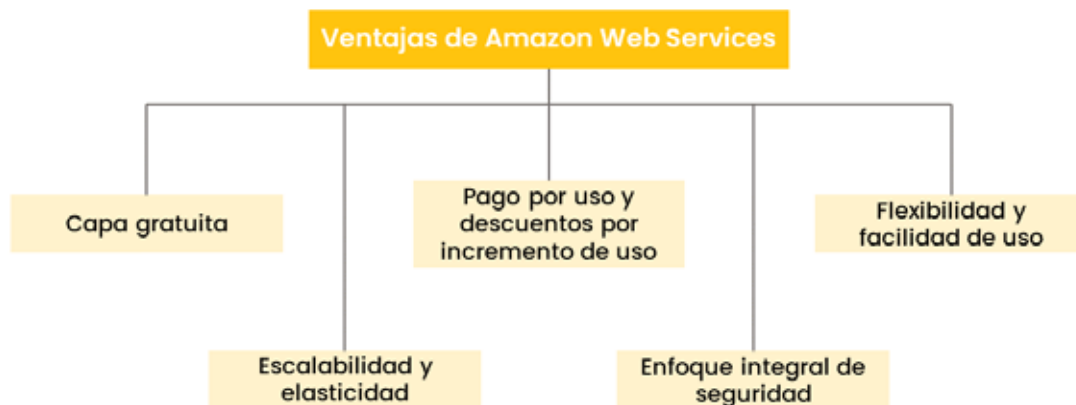 Ventajas de Amazon Web Services
Capa gratuita
Pago por uso y
descuentos por
incremento de uso
Flexibilidad y
facilidad de uso
Escalabilidad y
elasticidad
Enfoque integral de
seguridad